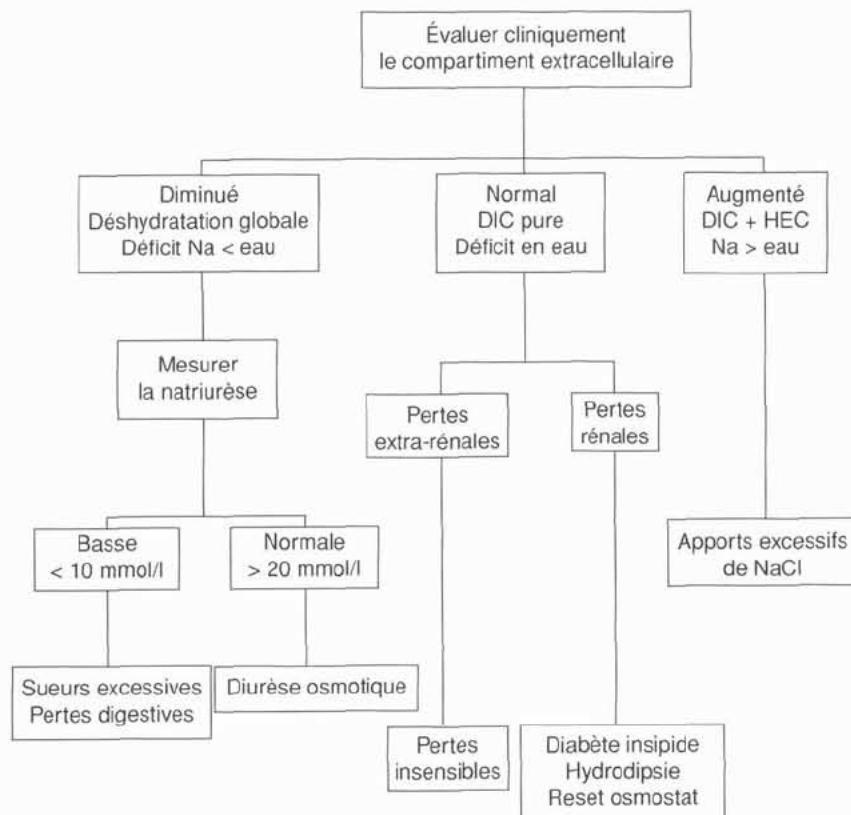 Évaluer cliniquement
le compartiment extracellulaire
Diminué
Déshydratation globale
Déficit Na < eau
Normal
DIC pure
Déficit en eau
Augmenté
DIC + HEC
Na > eau
Mesurer
la natriurèse
Pertes
extra-rénales
Pertes
rénales
Basse
< 10 mmol/l
Normale
> 20 mmol/l
Apports excessifs
de NaCl
Sueurs excessives
Pertes digestives
Diurèse osmotique
Pertes
insensibles
Diabète insipide
Hydrodipsie
Reset osmostat